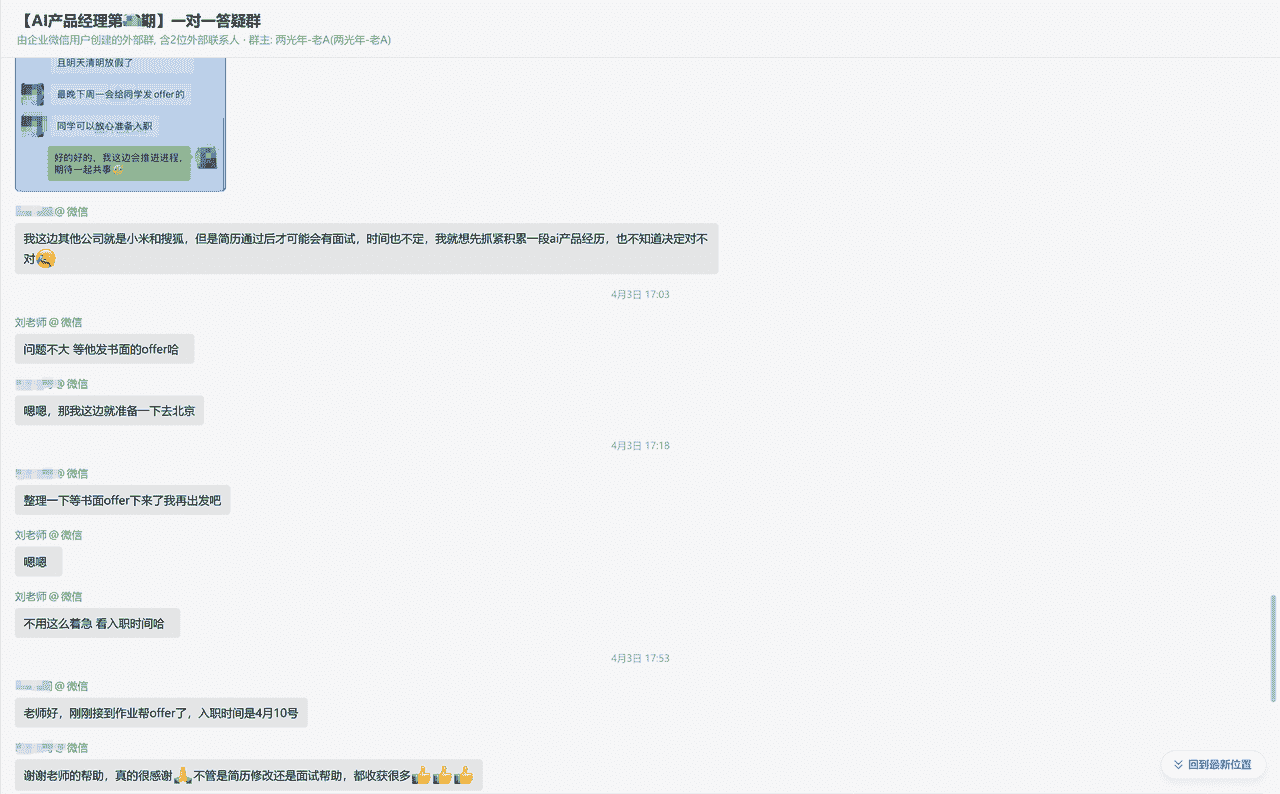 【AI产品经理第期】一对一答疑群
由企业微信用户创建的外部群, 含2位外部联系人 · 群主: 两光年-老A(两光年-老A)
且明天清明放假了
最晚下周一会给同学发offer的
同学可以放心准备入职
好的好的，我这边会推进进程，
期待一起共事
@微信
我这边其他公司就是小米和搜狐，但是简历通过后才可能会有面试，时间也不定，我就想先抓紧积累一段ai产品经历，也不知道决定对不
对
4月3日 17:03
刘老师@微信
问题不大 等他发书面的offer哈
@微信
嗯嗯，那我这边就准备一下去北京
4月3日 17:18
@微信
整理一下等书面offer下来了我再出发吧
刘老师@微信
嗯嗯
刘老师@微信
不用这么着急 看入职时间哈
4月3日 17:53
@微信
老师好，刚刚接到作业帮offer了，入职时间是4月10号
@微信
谢谢老师的帮助，真的很感谢🙏不管是简历修改还是面试帮助，都收获很多👍👍👍
回到最新位置